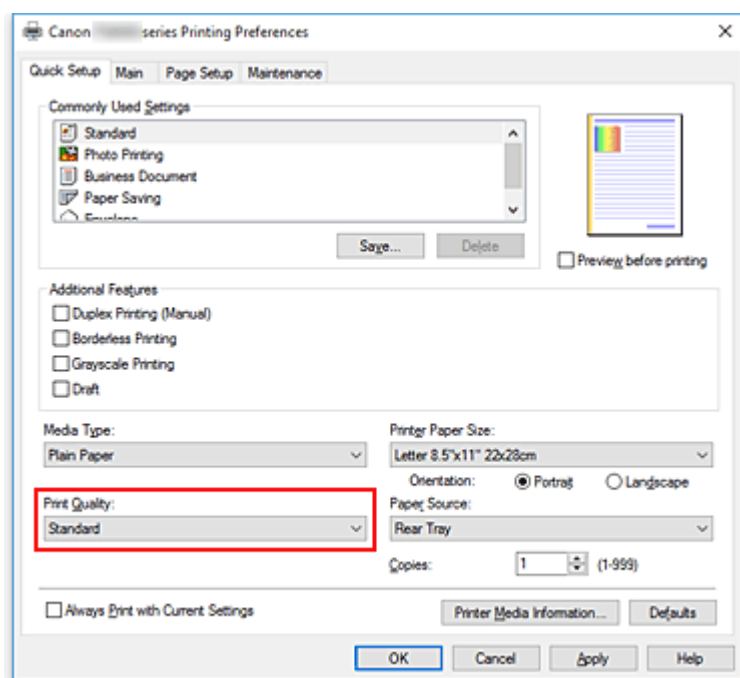 Canon series Printing Preferences
Quick Setup Main Page Setup Maintenance
Commonly Used Settings
Standard
Photo Printing
Business Document
Paper Saving
Envelope
Save... Delete
Preview before printing
Additional Features
Duplex Printing (Manual)
Borderless Printing
Grayscale Printing
Draft
Media Type:
Plain Paper
Printer Paper Size:
Letter 8.5"x11" 22x28cm
Orientation: Portrait Landscape
Print Quality:
Standard
Paper Source:
Rear Tray
Copies: 1 (1-999)
Always Print with Current Settings
Printer Media Information... Defaults
OK Cancel Apply Help